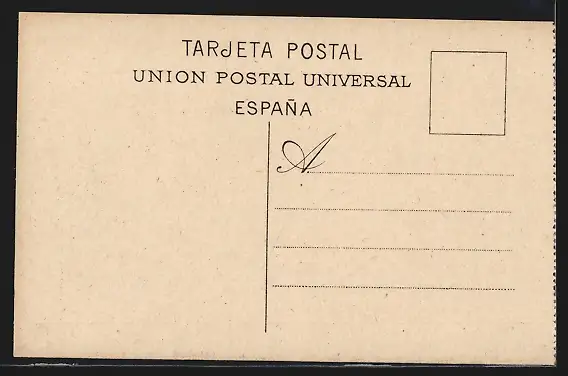 TARJETA POSTAL
UNION POSTAL UNIVERSAL
ESPAÑA
A